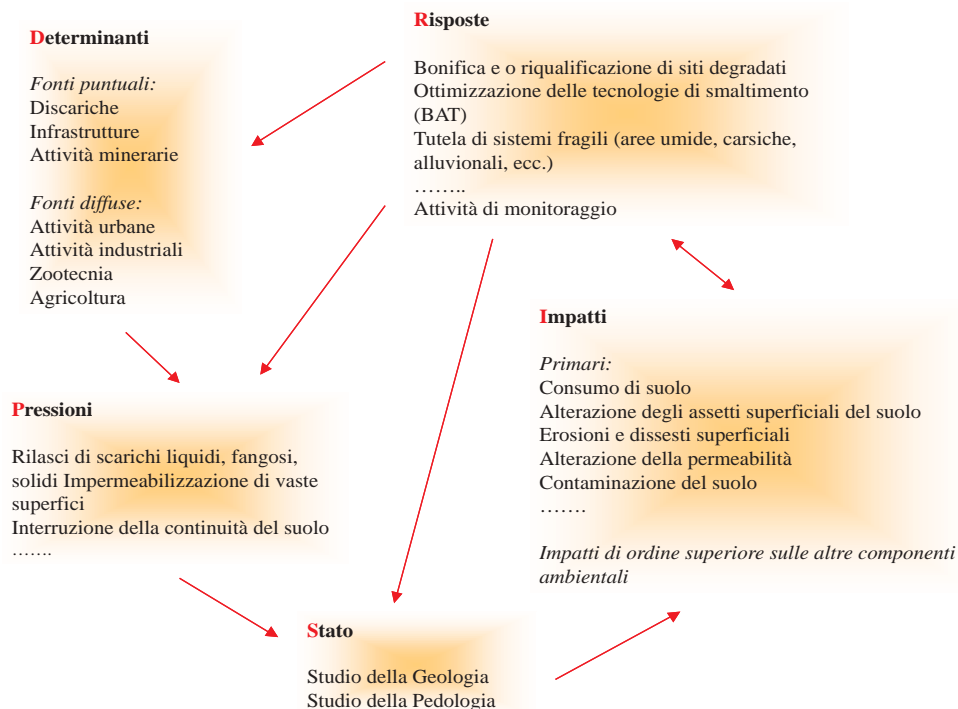 Determinanti
Fonti puntuali:
Discariche
Infrastrutture
Attività minerarie
Fonti diffuse:
Attività urbane
Attività industriali
Zootecnia
Agricoltura
Risposte
Bonifica e o riqualificazione di siti degradati
Ottimizzazione delle tecnologie di smaltimento
(BAT)
Tutela di sistemi fragili (aree umide, carsiche,
alluvionali, ecc.)
……..
Attività di monitoraggio
Pressioni
Rilasci di scarichi liquidi, fangosi,
solidi Impermeabilizzazione di vaste
superfici
Interruzione della continuità del suolo
…….
Impatti
Primari:
Consumo di suolo
Alterazione degli assetti superficiali del suolo
Erosioni e dissesti superficiali
Alterazione della permeabilità
Contaminazione del suolo
…….
Impatti di ordine superiore sulle altre componenti
ambientali
Stato
Studio della Geologia
Studio della Pedologia